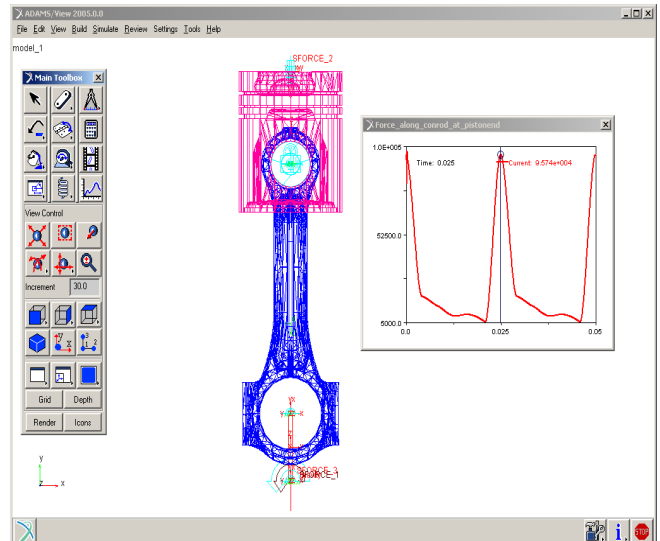 ADAMS/View 2005.0.0
File Edit View Build Simulate Review Settings Tools Help
model_1
SFORCE_2
Main Toolbox
View Control
Increment 30.0
Grid Depth
Render Icons
Force_along_conrod_at_pistonend
1.0E+005
Time: 0.025 Current: 9.574e+004
52500.0
5000.0
0.0 0.025 0.05
SFORCE_3
y
z x
STOP